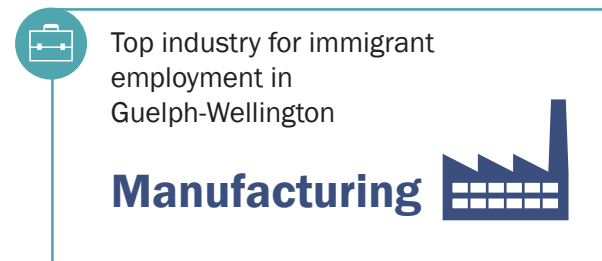 Top industry for immigrant
employment in
Guelph-Wellington
Manufacturing